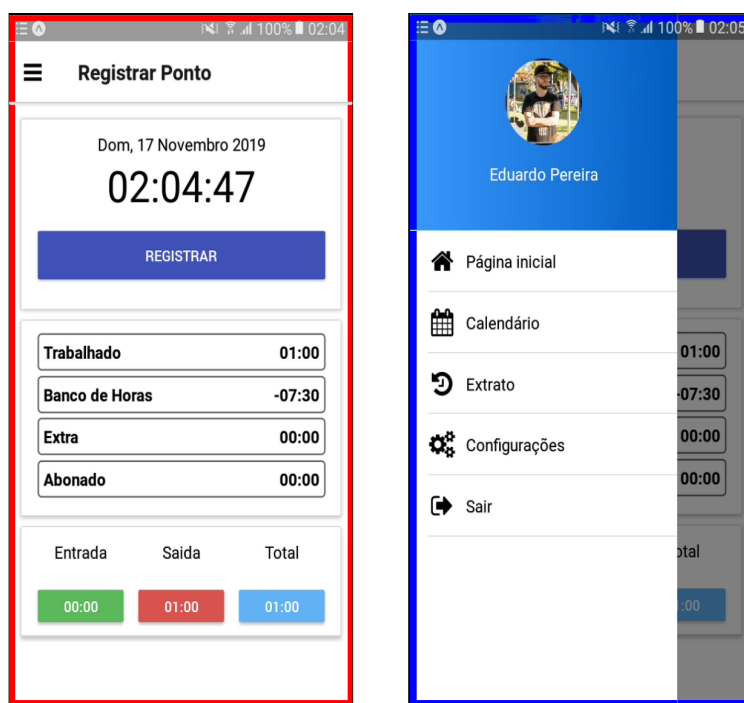 100% 02:04
Registrar Ponto
Dom, 17 Novembro 2019
02:04:47
REGISTRAR
Trabalhado 01:00
Banco de Horas -07:30
Extra 00:00
Abonado 00:00
Entrada Saida Total
00:00 01:00 01:00
100% 02:05
Eduardo Pereira
Página inicial
Calendário
01:00
Extrato
-07:30
Configurações
00:00
00:00
Sair
otal
:00